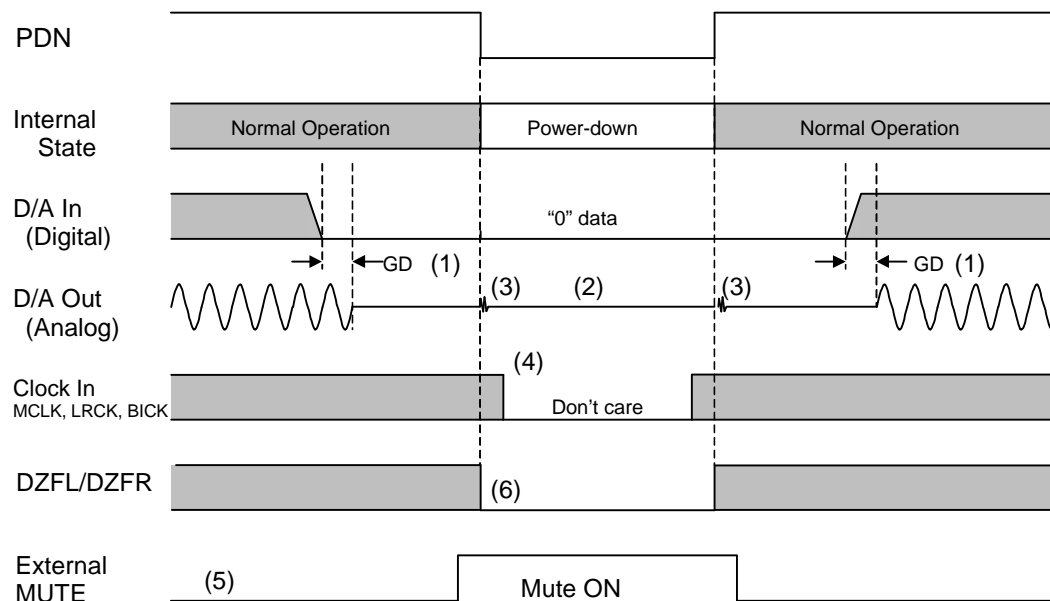 PDN
Internal
State
Normal Operation
Power-down
Normal Operation
D/A In
(Digital)
“0” data
GD
(1)
GD
(1)
D/A Out
(Analog)
(3)
(2)
(3)
Clock In
MCLK, LRCK, BICK
(4)
Don’t care
DZFL/DZFR
(6)
External
MUTE
(5)
Mute ON